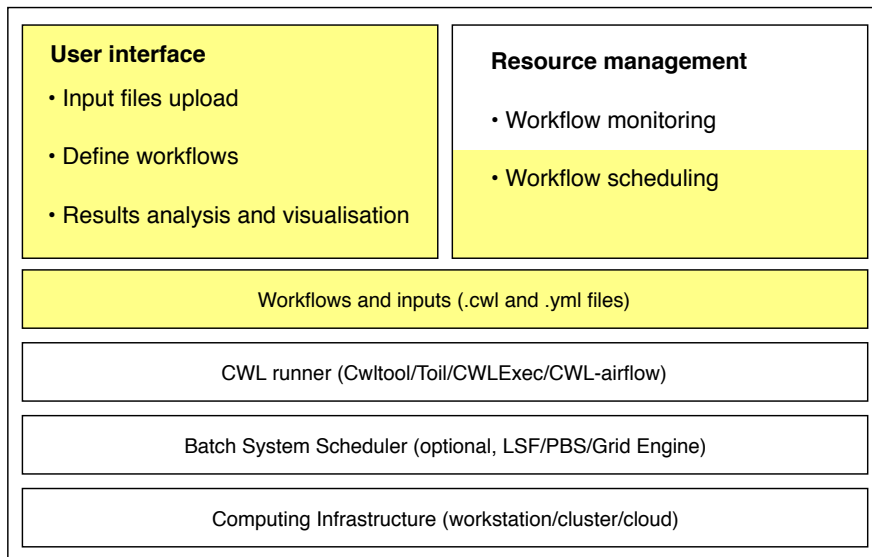 User interface
• Input files upload
• Define workflows
• Results analysis and visualisation
Resource management
• Workflow monitoring
• Workflow scheduling
Workflows and inputs (.cwl and .yml files)
CWL runner (Cwltool/Toil/CWLExec/CWL-airflow)
Batch System Scheduler (optional, LSF/PBS/Grid Engine)
Computing Infrastructure (workstation/cluster/cloud)